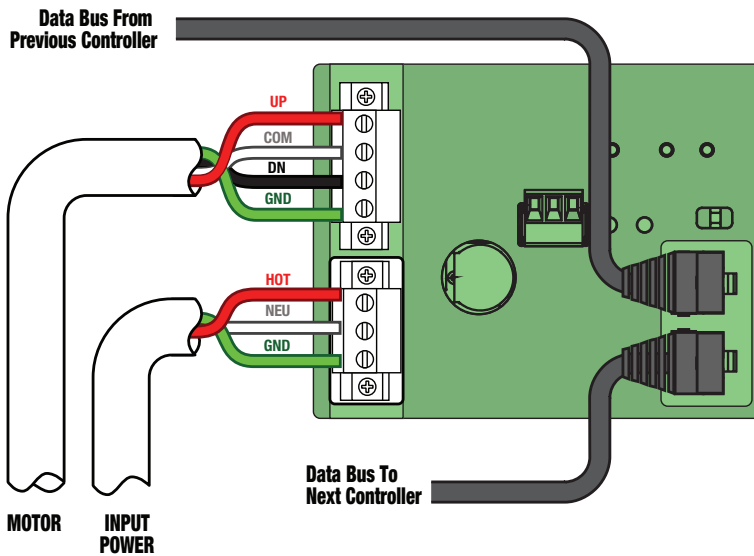 Data Bus From
Previous Controller
UP
COM
DN
GND
HOT
NEU
GND
Data Bus To
Next Controller
MOTOR
INPUT
POWER